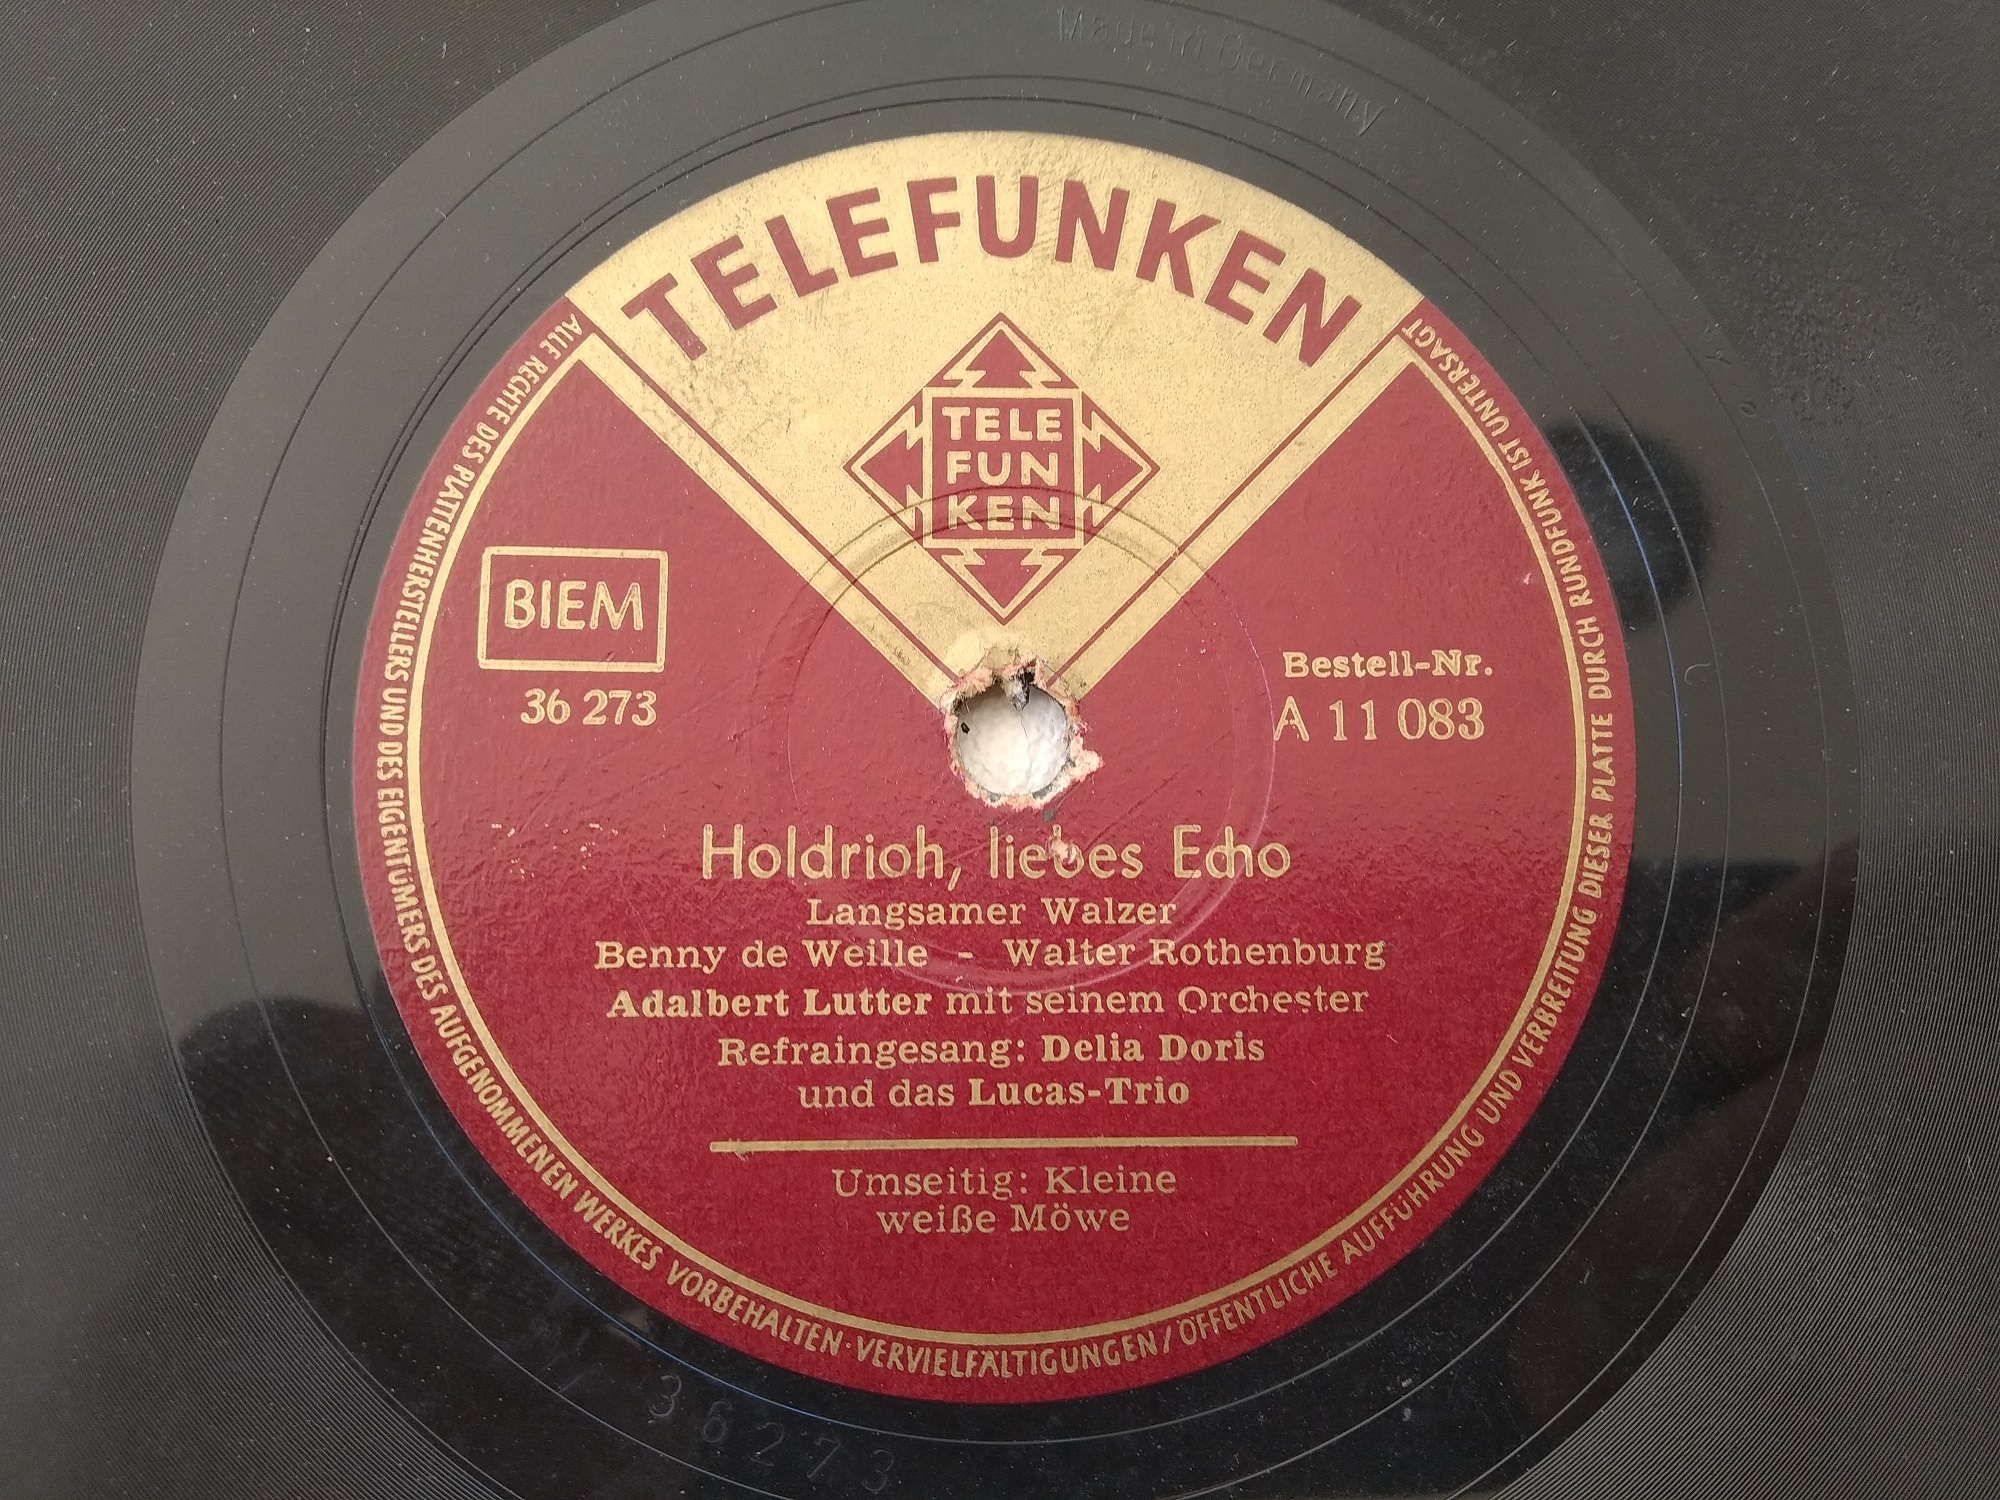 Made in Germany
TELEFUNKEN
TELE
FUN
KEN
BIEM
36 273
Bestell-Nr.
A 11 083
Holdrioh, liebes Echo
Langsamer Walzer
Benny de Weille - Walter Rothenburg
Adalbert Lutter mit seinem Orchester
Refraingesang: Delia Doris
und das Lucas-Trio
Umseitig: Kleine
weiße Möwe
ALLE RECHTE DES PLATTENHERSTELLERS UND DES EIGENTÜMERS DES AUFGENOMMENEN WERKES VORBEHALTEN · VERVIELFÄLTIGUNGEN / ÖFFENTLICHE AUFFÜHRUNG UND VERBREITUNG DIESER PLATTE DURCH RUNDFUNK IST UNTERSAGT
36273